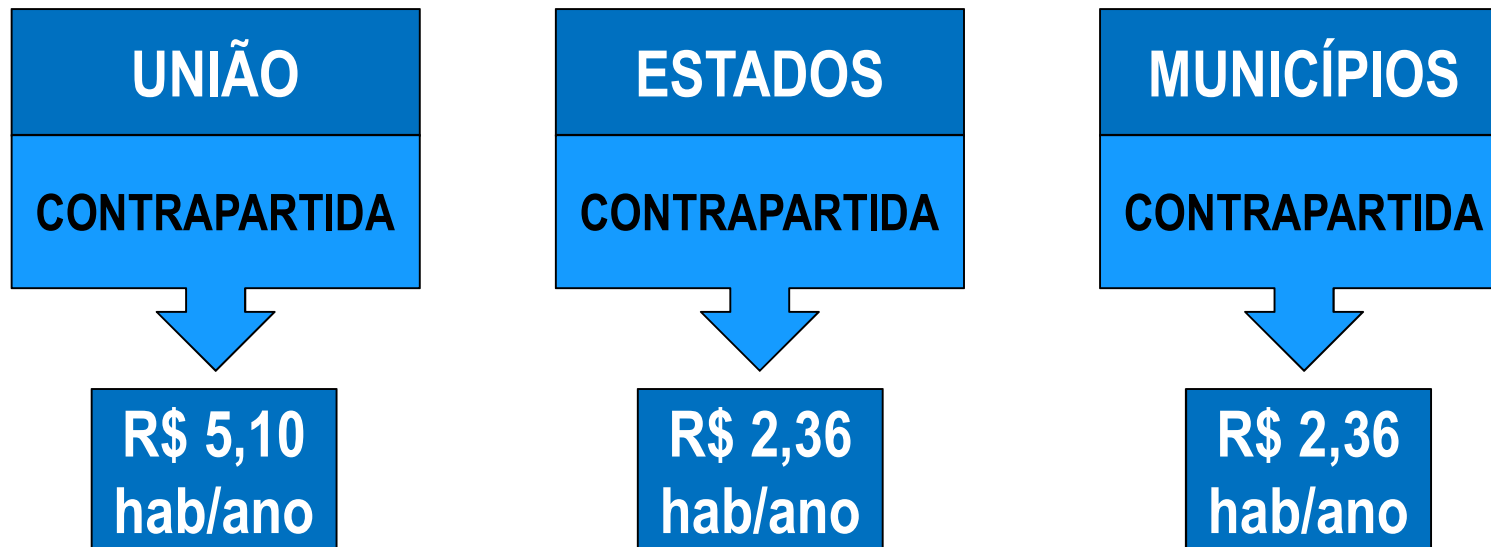 UNIÃO
CONTRAPARTIDA
R$ 5,10
hab/ano
ESTADOS
CONTRAPARTIDA
R$ 2,36
hab/ano
MUNICÍPIOS
CONTRAPARTIDA
R$ 2,36
hab/ano